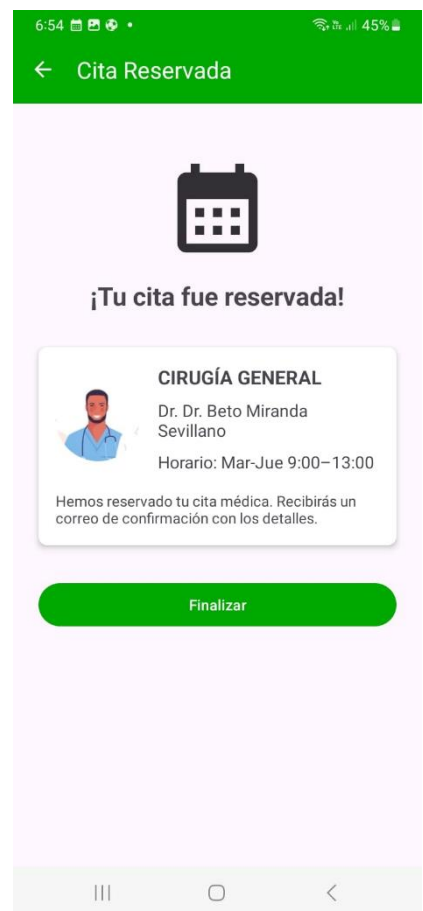 6:54
45%
Cita Reservada
¡Tu cita fue reservada!
CIRUGÍA GENERAL
Dr. Dr. Beto Miranda
Sevillano
Horario: Mar-Jue 9:00–13:00
Hemos reservado tu cita médica. Recibirás un
correo de confirmación con los detalles.
Finalizar